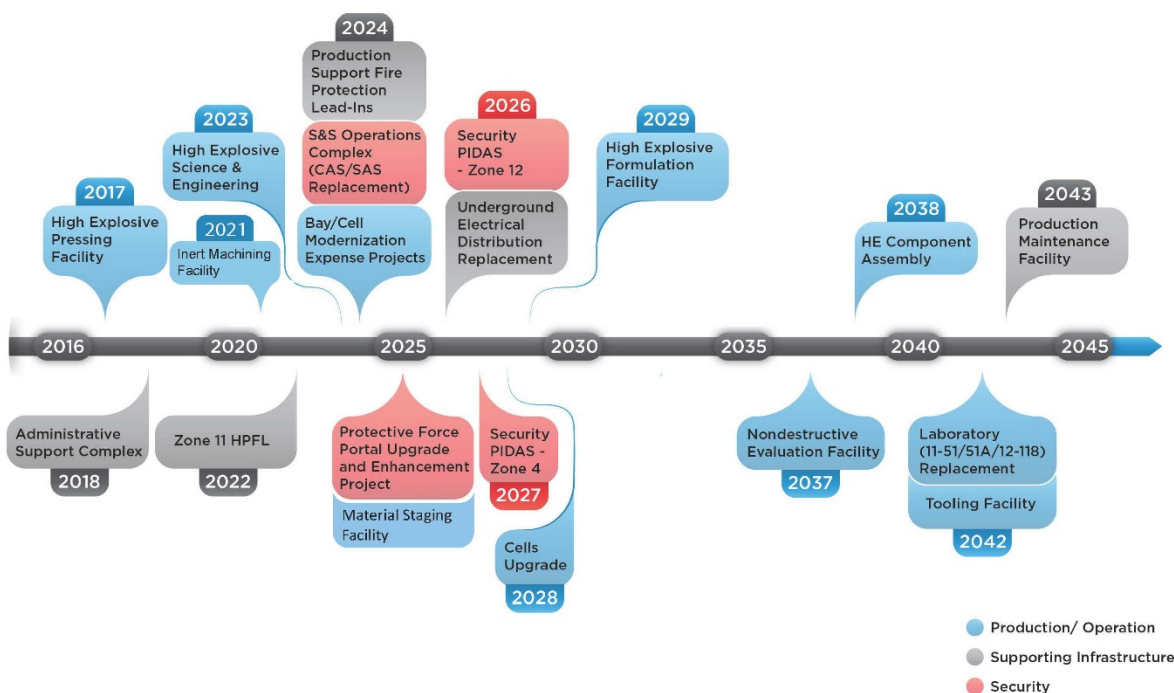 2024
Production
Support Fire
Protection
Lead-Ins
S&S Operations
Complex
(CAS/SAS
Replacement)
Bay/Cell
Modernization
Expense Projects
2023
High Explosive
Science &
Engineering
2017
High Explosive
Pressing
Facility
2021
Inert Machining
Facility
2026
Security
PIDAS
- Zone 12
Underground
Electrical
Distribution
Replacement
2029
High Explosive
Formulation
Facility
2038
HE Component
Assembly
2043
Production
Maintenance
Facility
2016
2020
2025
2030
2035
2040
2045
Administrative
Support Complex
2018
Zone 11 HPFL
2022
Protective Force
Portal Upgrade
and Enhancement
Project
Material Staging
Facility
Security
PIDAS -
Zone 4
2027
Cells
Upgrade
2028
Nondestructive
Evaluation Facility
2037
Laboratory
(11-51/51A/12-118)
Replacement
Tooling Facility
2042
Production/ Operation
Supporting Infrastructure
Security